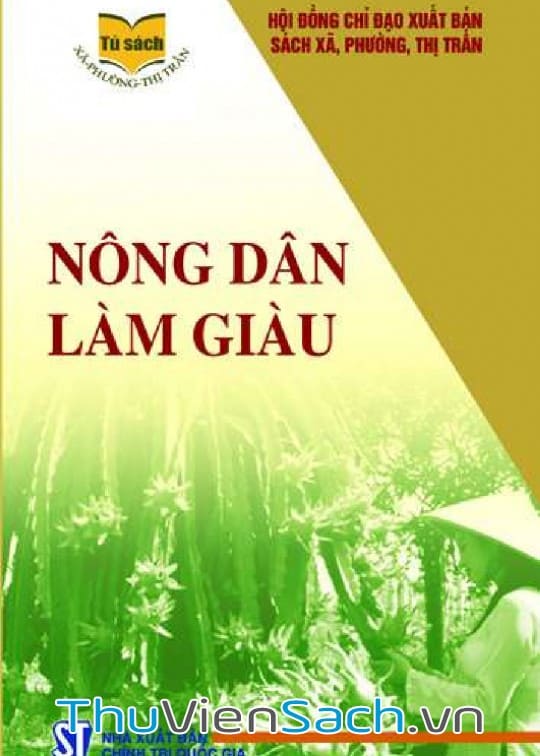 Tủ sách
XÃ-PHƯỜNG-THỊ TRẤN
HỘI ĐỒNG CHỈ ĐẠO XUẤT BẢN
SÁCH XÃ, PHƯỜNG, THỊ TRẤN
NÔNG DÂN
LÀM GIÀU
ThuVienSach.vn
ST
NHÀ XUẤT BẢN
CHÍNH TRỊ QUỐC GIA